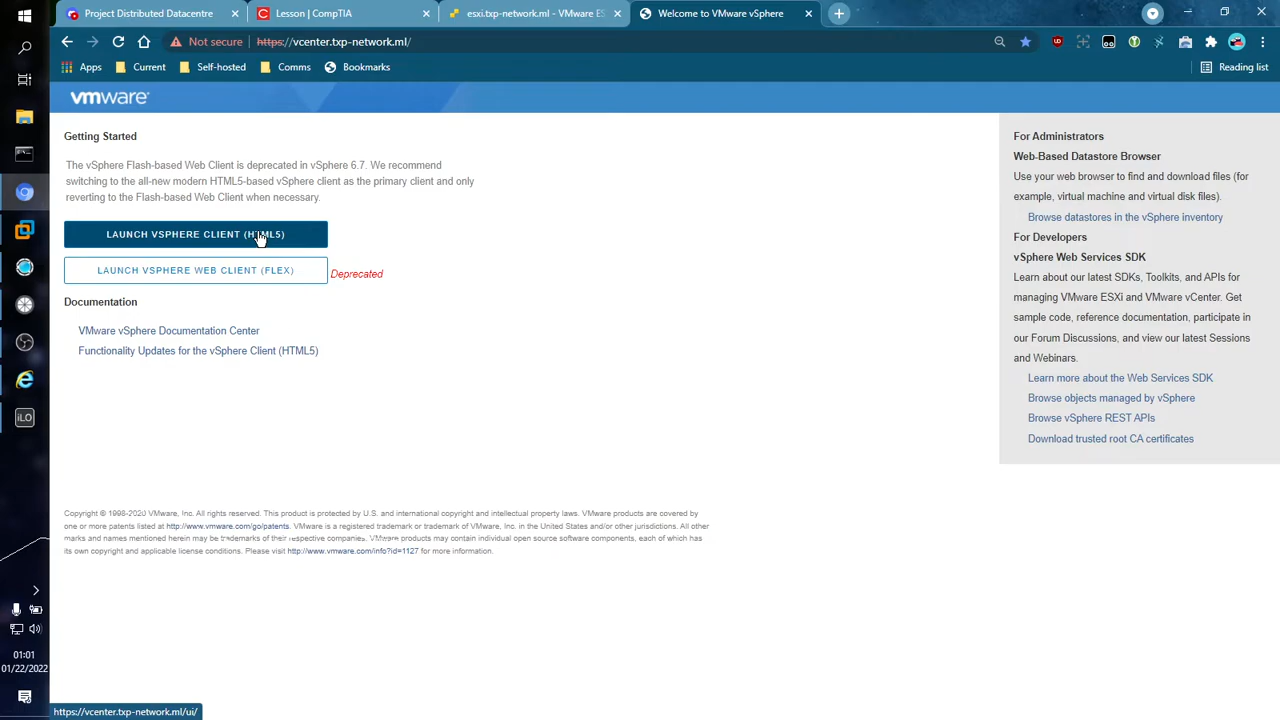 Project Distributed Datacentre
Lesson | CompTIA
esxi.txp-network.ml - VMware ES
Welcome to VMware vSphere
Not secure
https://vcenter.txp-network.ml/
Apps
Current
Self-hosted
Comms
Bookmarks
Reading list
vmware
Getting Started
The vSphere Flash-based Web Client is deprecated in vSphere 6.7. We recommend
switching to the all-new modern HTML5-based vSphere client as the primary client and only
reverting to the Flash-based Web Client when necessary.
LAUNCH VSPHERE CLIENT (HTML5)
LAUNCH VSPHERE WEB CLIENT (FLEX)
Deprecated
Documentation
VMware vSphere Documentation Center
Functionality Updates for the vSphere Client (HTML5)
For Administrators
Web-Based Datastore Browser
Use your web browser to find and download files (for
example, virtual machine and virtual disk files).
Browse datastores in the vSphere inventory
For Developers
vSphere Web Services SDK
Learn about our latest SDKs, Toolkits, and APIs for
managing VMware ESXi and VMware vCenter. Get
sample code, reference documentation, participate in
our Forum Discussions, and view our latest Sessions
and Webinars.
Learn more about the Web Services SDK
Browse objects managed by vSphere
Browse vSphere REST APIs
Download trusted root CA certificates
Copyright © 1998-2020 VMware, Inc. All rights reserved. This product is protected by U.S. and international copyright and intellectual property laws. VMware products are covered by
one or more patents listed at http://www.vmware.com/go/patents. VMware is a registered trademark or trademark of VMware, Inc. in the United States and/or other jurisdictions. All other
marks and names mentioned herein may be trademarks of their respective companies. VMware products may contain individual open source software components, each of which has
its own copyright and applicable license conditions. Please visit http://www.vmware.com/info?id=1127 for more information.
iLO
01:01
01/22/2022
https://vcenter.txp-network.ml/ui/